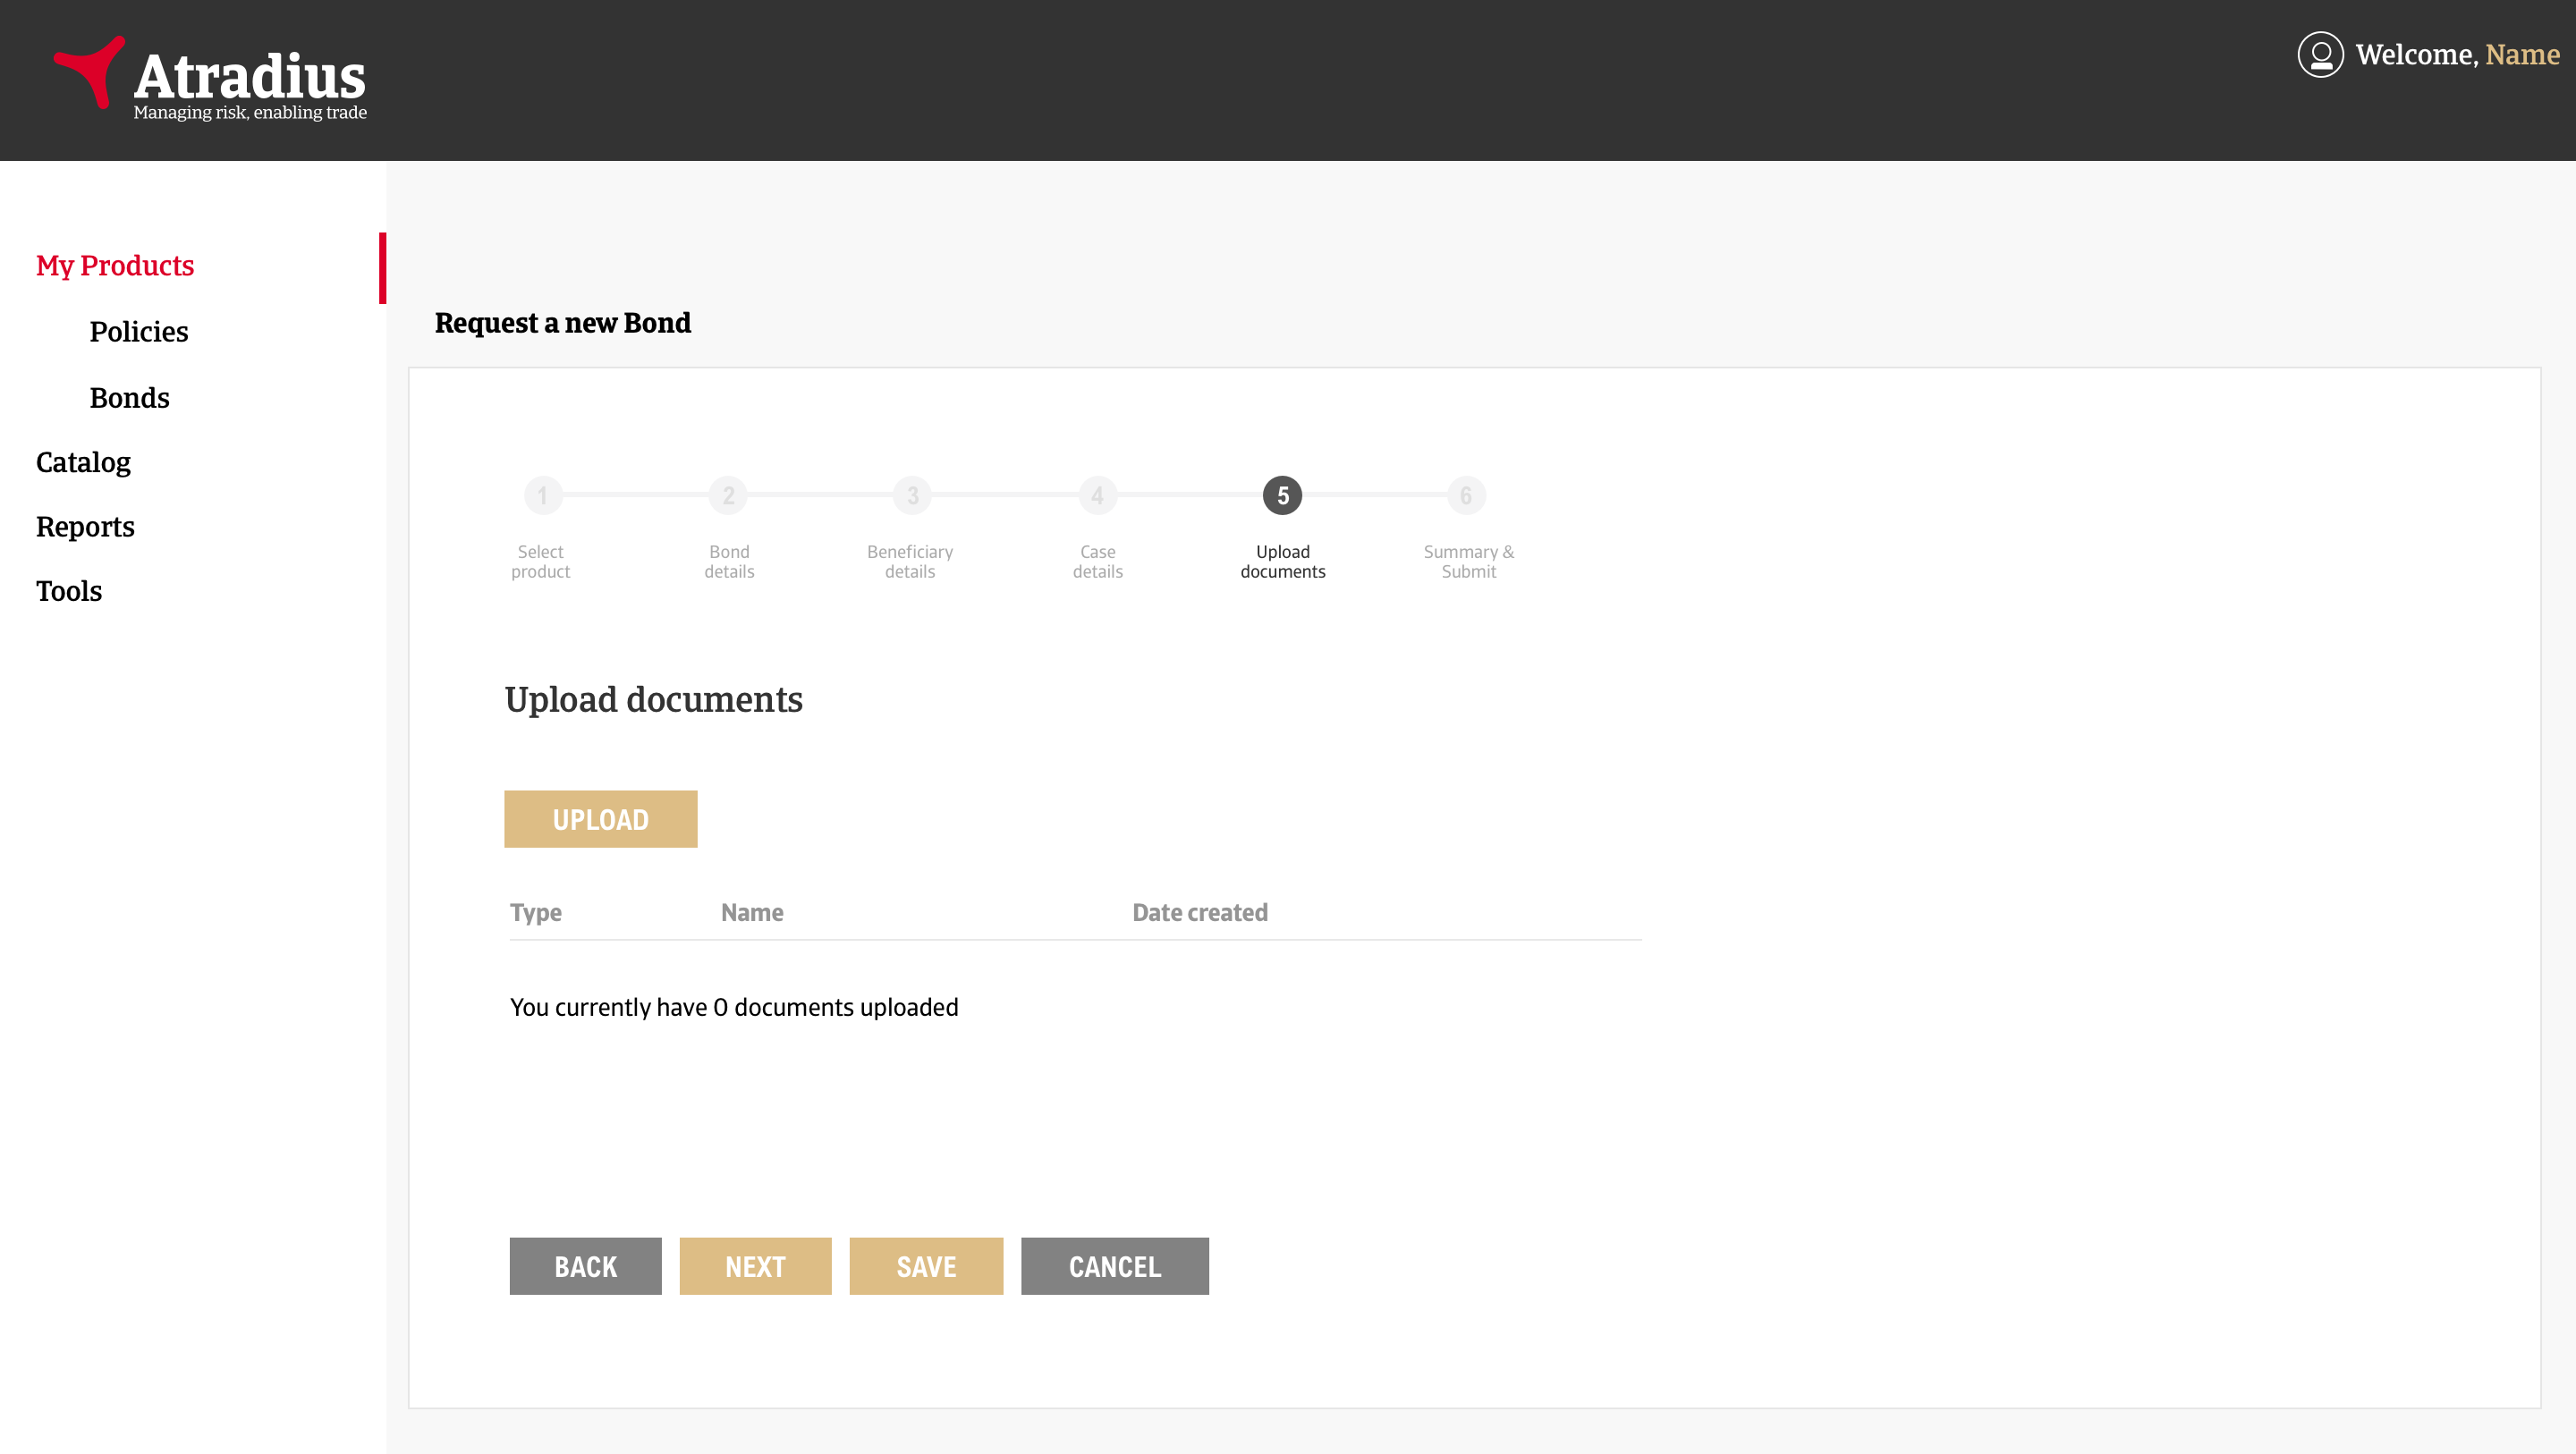 Atradius
Managing risk, enabling trade
Welcome, Name
My Products
Policies
Bonds
Catalog
Reports
Tools
Request a new Bond
1 2 3 4 5 6
Select product
Bond details
Beneficiary details
Case details
Upload documents
Summary & Submit
Upload documents
UPLOAD
Type Name Date created
You currently have 0 documents uploaded
BACK NEXT SAVE CANCEL